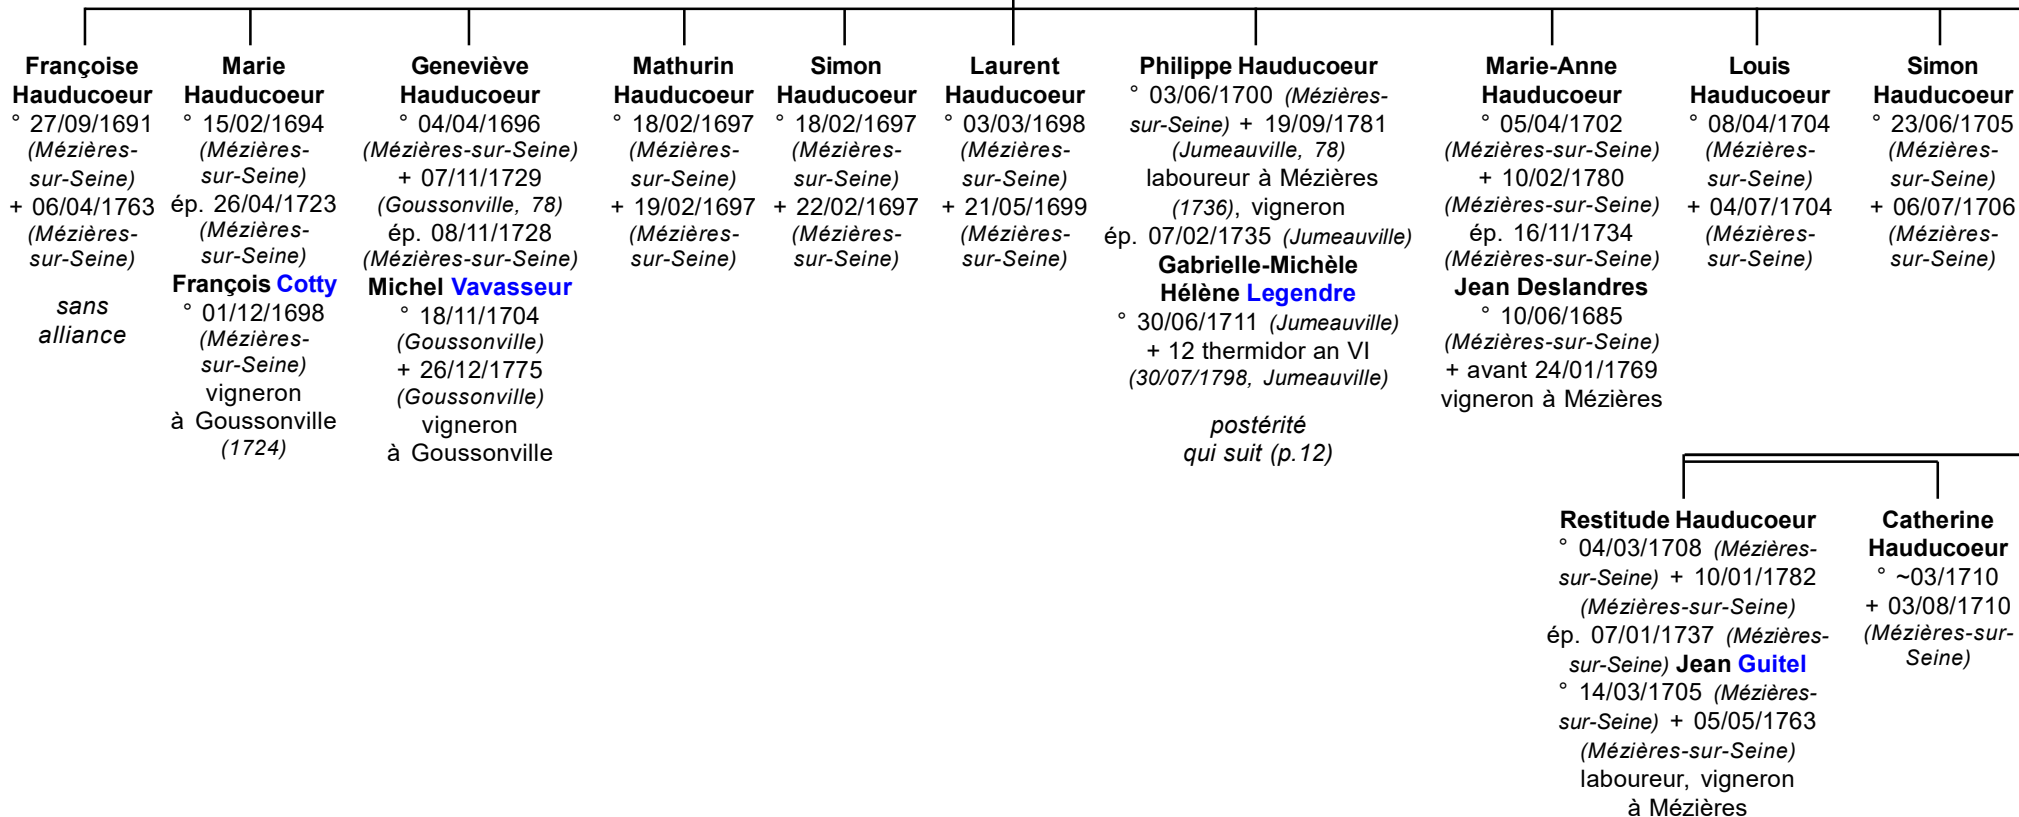 Françoise
Hauducoeur
° 27/09/1691
(Mézières-
sur-Seine)
+ 06/04/1763
(Mézières-
sur-Seine)
sans
alliance
Marie
Hauducoeur
° 15/02/1694
(Mézières-
sur-Seine)
ép. 26/04/1723
(Mézières-
sur-Seine)
François Cotty
° 01/12/1698
(Mézières-
sur-Seine)
vigneron
à Goussonville
(1724)
Geneviève
Hauducoeur
° 04/04/1696
(Mézières-sur-Seine)
+ 07/11/1729
(Goussonville, 78)
ép. 08/11/1728
(Mézières-sur-Seine)
Michel Vavasseur
° 18/11/1704
(Goussonville)
+ 26/12/1775
(Goussonville)
vigneron
à Goussonville
Mathurin
Hauducoeur
° 18/02/1697
(Mézières-
sur-Seine)
+ 19/02/1697
(Mézières-
sur-Seine)
Simon
Hauducoeur
° 18/02/1697
(Mézières-
sur-Seine)
+ 22/02/1697
(Mézières-
sur-Seine)
Laurent
Hauducoeur
° 03/03/1698
(Mézières-
sur-Seine)
+ 21/05/1699
(Mézières-
sur-Seine)
Philippe Hauducoeur
° 03/06/1700 (Mézières-
sur-Seine) + 19/09/1781
(Jumeauville, 78)
laboureur à Mézières
(1736), vigneron
ép. 07/02/1735 (Jumeauville)
Gabrielle-Michèle
Hélène Legendre
° 30/06/1711 (Jumeauville)
+ 12 thermidor an VI
(30/07/1798, Jumeauville)
postérité
qui suit (p.12)
Marie-Anne
Hauducoeur
° 05/04/1702
(Mézières-sur-Seine)
+ 10/02/1780
(Mézières-sur-Seine)
ép. 16/11/1734
(Mézières-sur-Seine)
Jean Deslandres
° 10/06/1685
(Mézières-sur-Seine)
+ avant 24/01/1769
vigneron à Mézières
Louis
Hauducoeur
° 08/04/1704
(Mézières-
sur-Seine)
+ 04/07/1704
(Mézières-
sur-Seine)
Simon
Hauducoeur
° 23/06/1705
(Mézières-
sur-Seine)
+ 06/07/1706
(Mézières-
sur-Seine)
Restitude Hauducoeur
° 04/03/1708 (Mézières-
sur-Seine) + 10/01/1782
(Mézières-sur-Seine)
ép. 07/01/1737 (Mézières-
sur-Seine) Jean Guitel
° 14/03/1705 (Mézières-
sur-Seine) + 05/05/1763
(Mézières-sur-Seine)
laboureur, vigneron
à Mézières
Catherine
Hauducoeur
° ~03/1710
+ 03/08/1710
(Mézières-sur-
Seine)